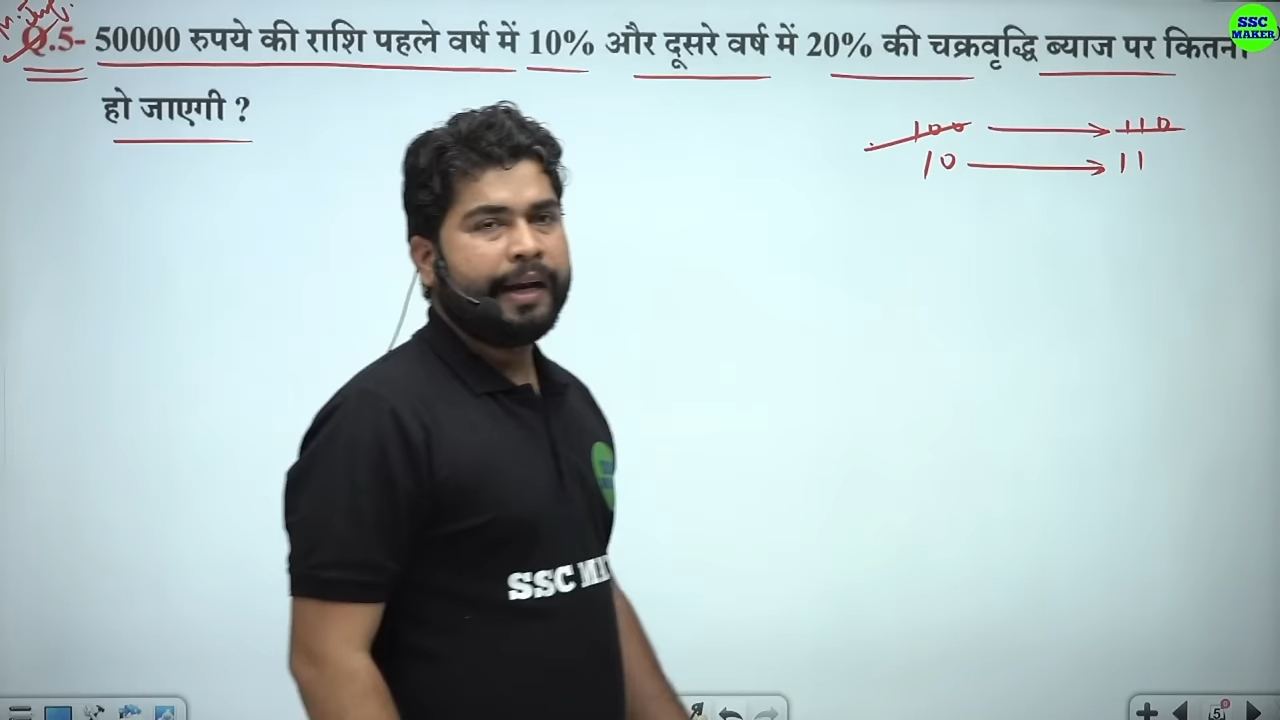 Q.5- 50000 रुपये की राशि पहले वर्ष में 10% और दूसरे वर्ष में 20% की चक्रवृद्धि ब्याज पर
हो जाएगी ?
SSC
MAKER
100 → 110
10 → 11
SSC
5